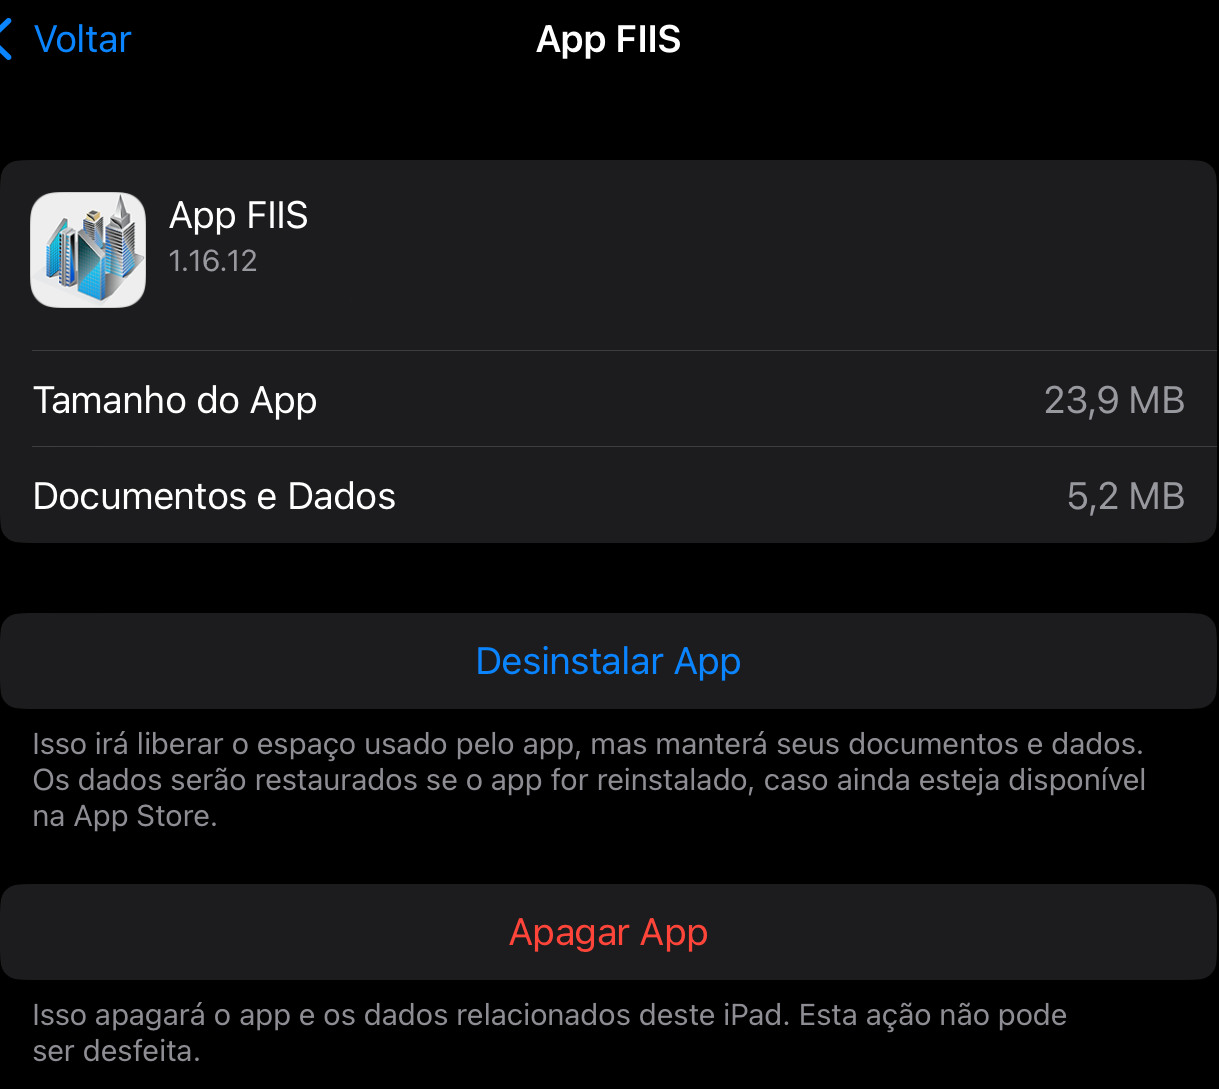 Voltar
App FIIS
App FIIS
1.16.12
Tamanho do App
23,9 MB
Documentos e Dados
5,2 MB
Desinstalar App
Isso irá liberar o espaço usado pelo app, mas manterá seus documentos e dados.
Os dados serão restaurados se o app for reinstalado, caso ainda esteja disponível
na App Store.
Apagar App
Isso apagará o app e os dados relacionados deste iPad. Esta ação não pode
ser desfeita.